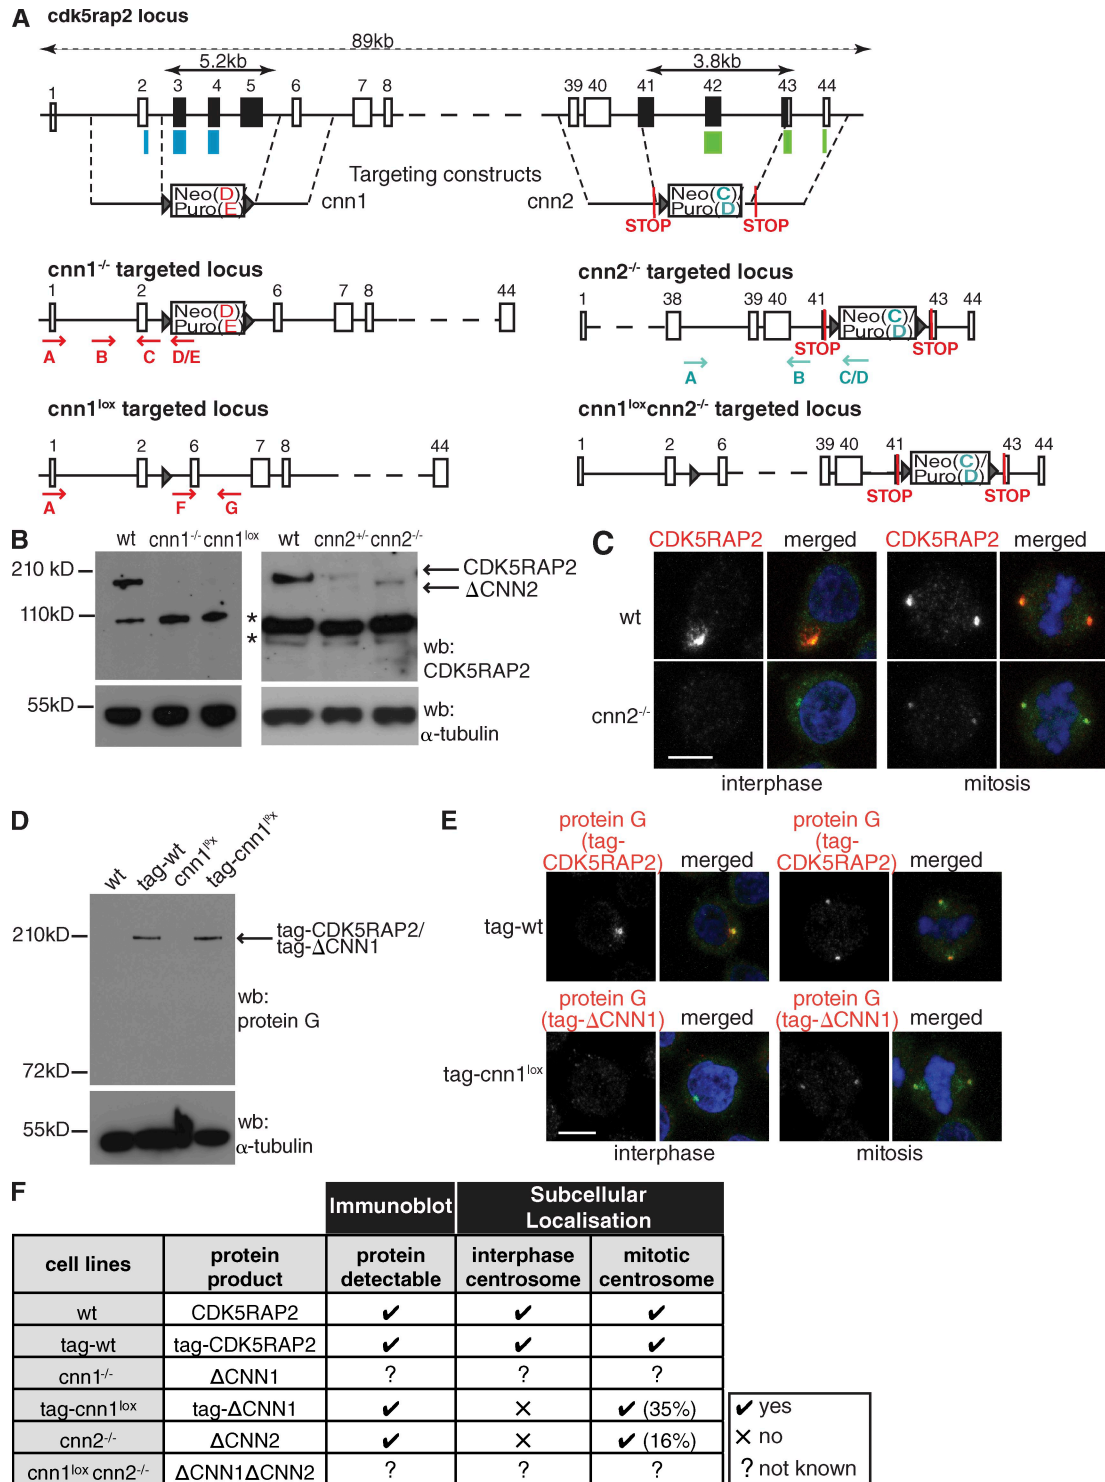 A
cdk5rap2 locus
89kb
5.2kb
3.8kb
1 2 3 4 5 6 7 8 39 40 41 42 43 44
Targeting constructs
Neo(D)/
Puro(E)
cnn1
cnn2
Neo(C)/
Puro(D)
STOP STOP
cnn1-/- targeted locus
1 2 6 7 8 44
Neo(D)/
Puro(E)
A B C D/E
cnn2-/- targeted locus
1 38 39 40 41 43 44
Neo(C)/
Puro(D)
STOP STOP
A B C/D
cnn1lox targeted locus
1 2 6 7 8 44
A F G
cnn1loxcnn2-/- targeted locus
1 2 6 39 40 41 43 44
Neo(C)/
Puro(D)
STOP STOP
B
wt cnn1-/- cnn1lox wt cnn2+/- cnn2-/-
210 kD
110kD
55kD
*
*
CDK5RAP2
ΔCNN2
wb:
CDK5RAP2
wb:
α-tubulin
C
CDK5RAP2 merged CDK5RAP2 merged
wt
cnn2-/-
interphase mitosis
D
wt tag-wt cnn1lox tag-cnn1lox
210kD
72kD
55kD
tag-CDK5RAP2/
tag-ΔCNN1
wb:
protein G
wb:
α-tubulin
E
protein G protein G
(tag- (tag-
CDK5RAP2) merged CDK5RAP2) merged
tag-wt
protein G protein G
(tag-ΔCNN1) merged (tag-ΔCNN1) merged
tag-cnn1lox
interphase mitosis
F
Immunoblot Subcellular
Localisation
cell lines protein product protein detectable interphase centrosome mitotic centrosome
wt CDK5RAP2 ✔ ✔ ✔
tag-wt tag-CDK5RAP2 ✔ ✔ ✔
cnn1-/- ΔCNN1 ? ? ?
tag-cnn1lox tag-ΔCNN1 ✔ ✕ ✔ (35%)
cnn2-/- ΔCNN2 ✔ ✕ ✔ (16%)
cnn1lox cnn2-/- ΔCNN1ΔCNN2 ? ? ?
✔ yes
✕ no
? not known